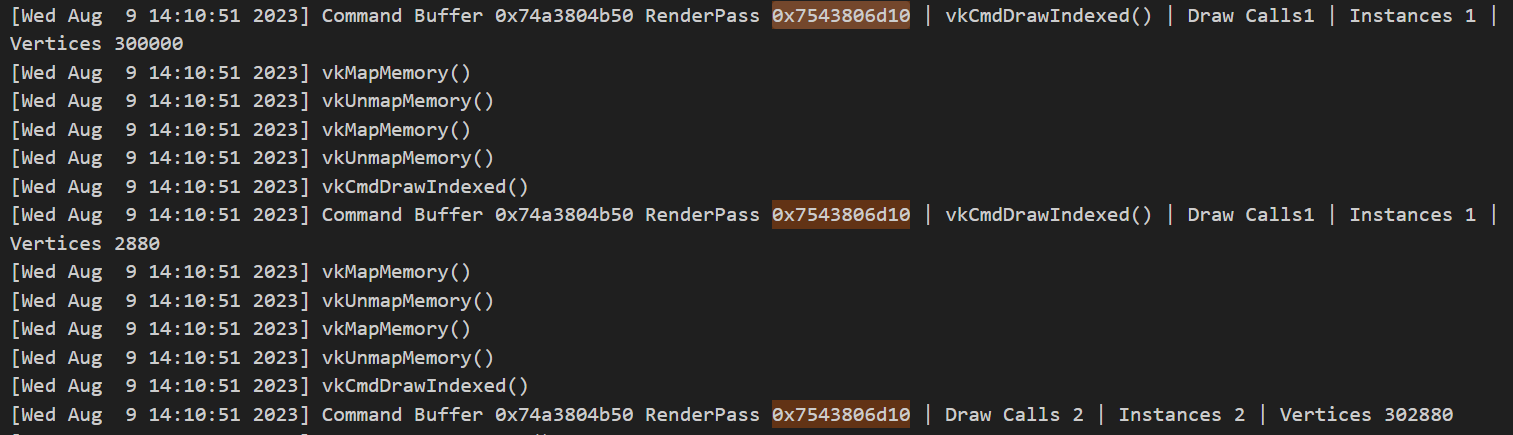 [Wed Aug  9 14:10:51 2023] Command Buffer 0x74a3804b50 RenderPass 0x7543806d10 | vkCmdDrawIndexed() | Draw Calls1 | Instances 1 |
Vertices 300000
[Wed Aug  9 14:10:51 2023] vkMapMemory()
[Wed Aug  9 14:10:51 2023] vkUnmapMemory()
[Wed Aug  9 14:10:51 2023] vkMapMemory()
[Wed Aug  9 14:10:51 2023] vkUnmapMemory()
[Wed Aug  9 14:10:51 2023] vkCmdDrawIndexed()
[Wed Aug  9 14:10:51 2023] Command Buffer 0x74a3804b50 RenderPass 0x7543806d10 | vkCmdDrawIndexed() | Draw Calls1 | Instances 1 |
Vertices 2880
[Wed Aug  9 14:10:51 2023] vkMapMemory()
[Wed Aug  9 14:10:51 2023] vkUnmapMemory()
[Wed Aug  9 14:10:51 2023] vkMapMemory()
[Wed Aug  9 14:10:51 2023] vkUnmapMemory()
[Wed Aug  9 14:10:51 2023] vkCmdDrawIndexed()
[Wed Aug  9 14:10:51 2023] Command Buffer 0x74a3804b50 RenderPass 0x7543806d10 | Draw Calls 2 | Instances 2 | Vertices 302880